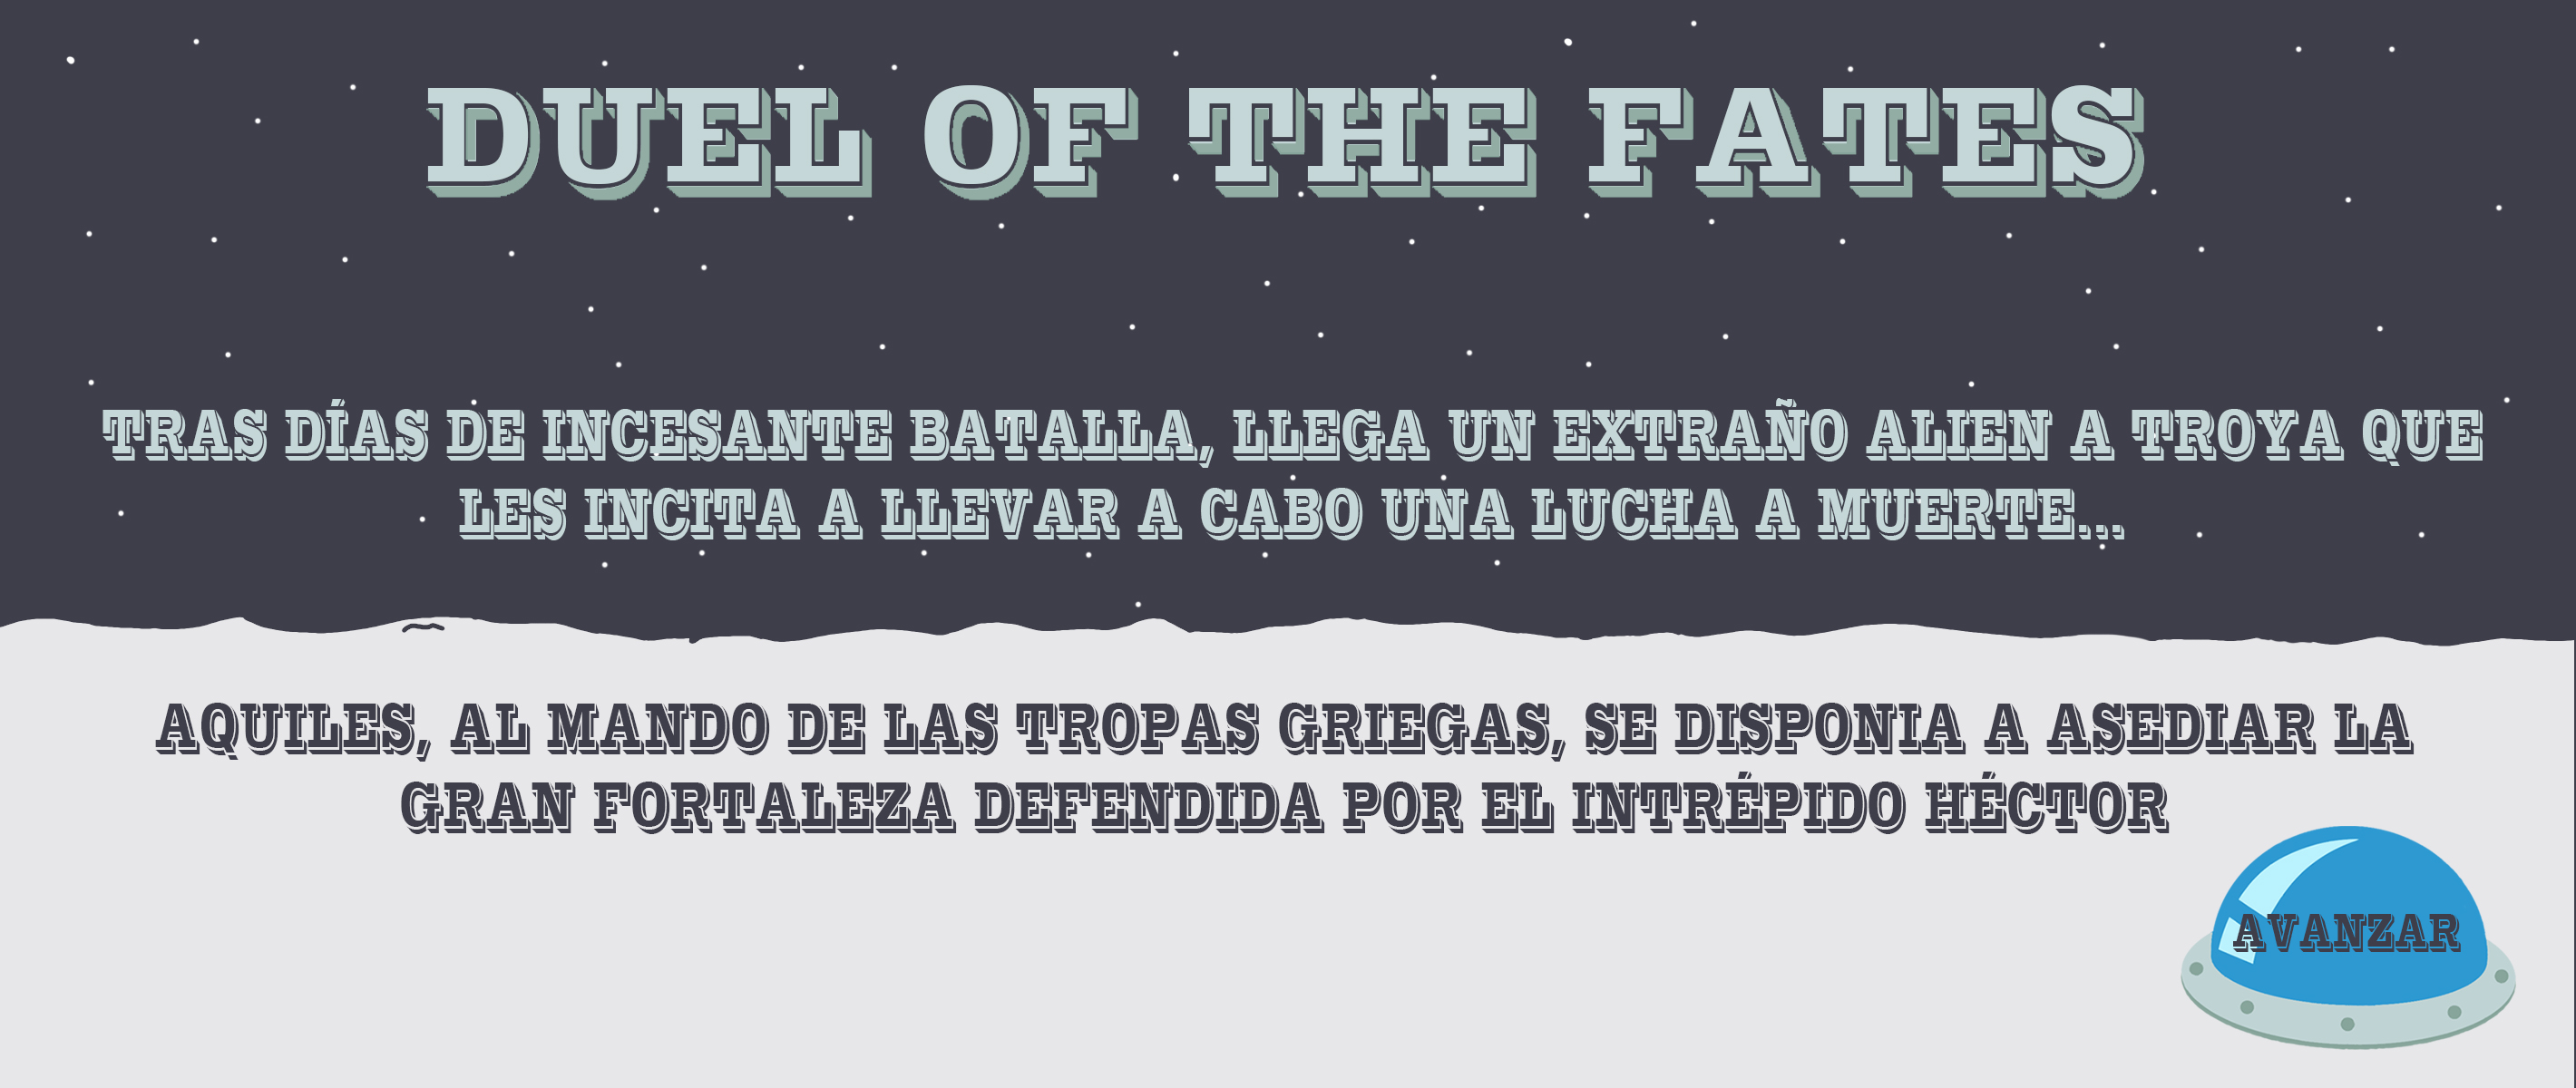 DUEL OF THE FATES
TRAS DÍAS DE INCESANTE BATALLA, LLEGA UN EXTRAÑO ALIEN A TROYA QUE
LES INCITA A LLEVAR A CABO UNA LUCHA A MUERTE...
AQUILES, AL MANDO DE LAS TROPAS GRIEGAS, SE DISPONIA A ASEDIAR LA
GRAN FORTALEZA DEFENDIDA POR EL INTRÉPIDO HÉCTOR
AVANZAR